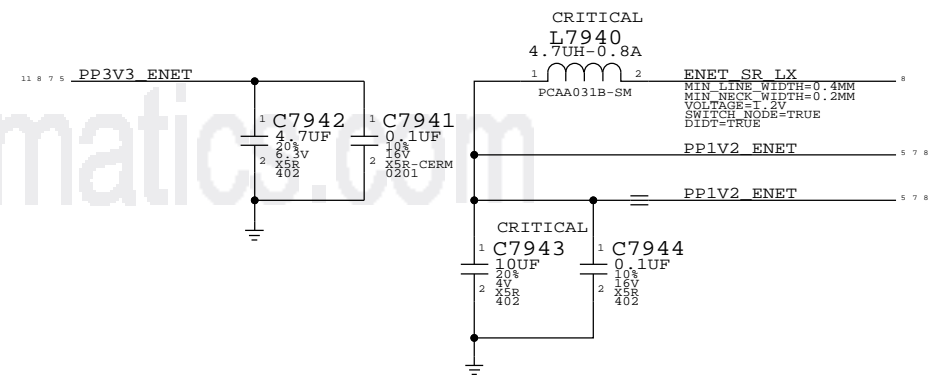 CRITICAL
L7940
4.7UH-0.8A
1 2
PCAA031B-SM
11 8 7 5 PP3V3_ENET
ENET_SR_LX 8
MIN_LINE_WIDTH=0.4MM
MIN_NECK_WIDTH=0.2MM
VOLTAGE=1.2V
SWITCH_NODE=TRUE
DIDT=TRUE
1 C7942
4.7UF
20%
2 6.3V
X5R
402
1 C7941
0.1UF
10%
2 16V
X5R-CERM
0201
PP1V2_ENET 5 7 8
PP1V2_ENET 5 7 8
CRITICAL
1 C7943
10UF
20%
2 4V
X5R
402
1 C7944
0.1UF
10%
2 16V
X5R
402
matics.com